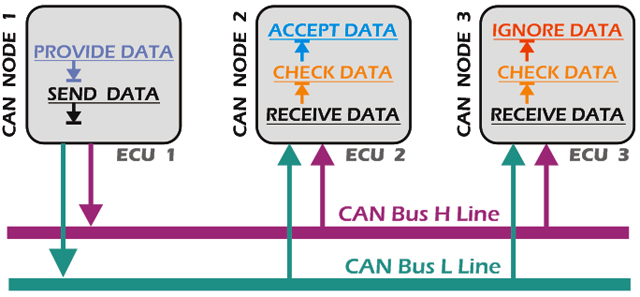 CAN NODE 1
PROVIDE DATA
SEND DATA
ECU 1
CAN NODE 2
ACCEPT DATA
CHECK DATA
RECEIVE DATA
ECU 2
CAN NODE 3
IGNORE DATA
CHECK DATA
RECEIVE DATA
ECU 3
CAN Bus H Line
CAN Bus L Line